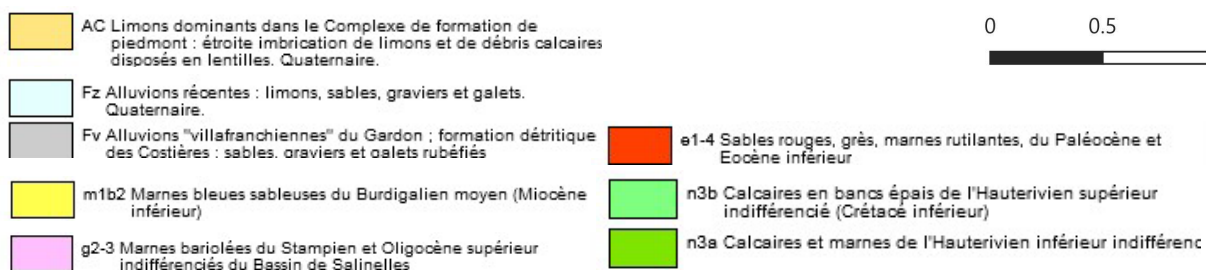 AC Limons dominants dans le Complexe de formation de
piedmont : étroite imbrication de limons et de débris calcaires
disposés en lentilles. Quaternaire.
Fz Alluvions récentes : limons, sables, graviers et galets.
Quaternaire.
Fv Alluvions "villafranchiennes" du Gardon ; formation détritique
des Costières : sables, graviers et galets rubéfiés
m1b2 Marnes bleues sableuses du Burdigalien moyen (Miocène
inférieur)
g2-3 Marnes bariolées du Stampien et Oligocène supérieur
indifférenciés du Bassin de Salinelles
0 0.5
e1-4 Sables rouges, grès, marnes rutilantes, du Paléocène et
Eocène inférieur
n3b Calcaires en bancs épais de l'Hauterivien supérieur
indifférencié (Crétacé inférieur)
n3a Calcaires et marnes de l'Hauterivien inférieur indifférenc